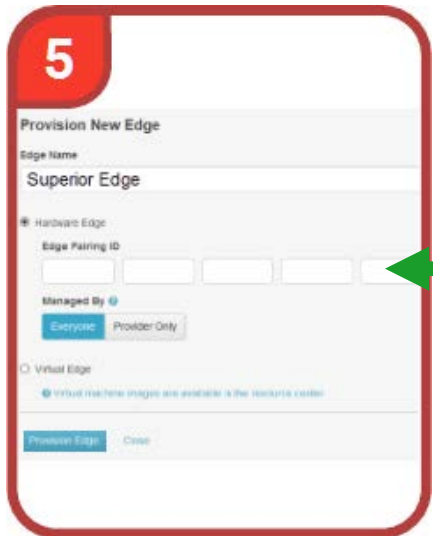 5
Provision New Edge
Edge Name
Superior Edge
Hardware Edge
Edge Pairing ID
Managed By
Everyone Provider Only
Virtual Edge
Virtual machine images are available in the resource center
Provision Edge Close